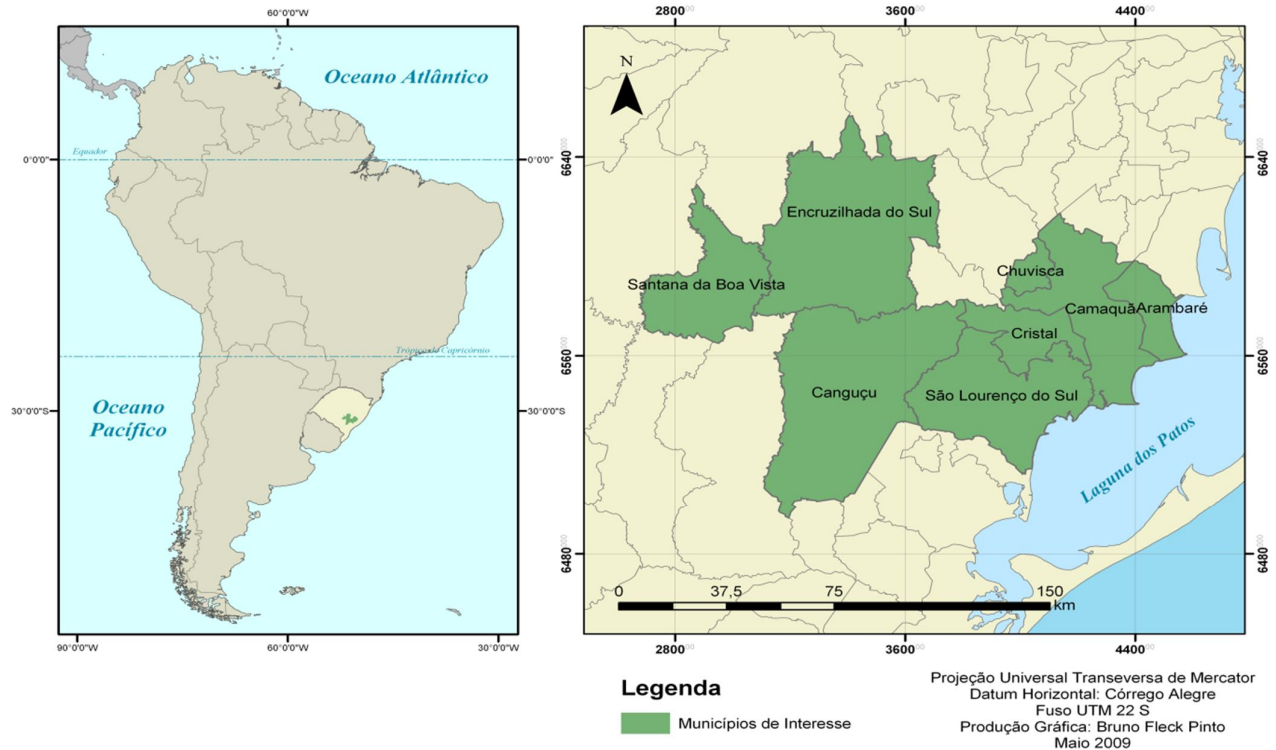 60°0'0"W
Oceano Atlântico
Equador
0°0'0"
0°0'0"
Trópico de Capricórnio
30°0'0"S
30°0'0"S
Oceano
Pacífico
90°0'0"W
60°0'0"W
30°0'0"W
2800
3600
4400
N
6640
6640
Encruzilhada do Sul
Chuvisca
Santana da Boa Vista
Camaquã
Arambaré
Cristal
6560
6560
Canguçu
São Lourenço do Sul
Laguna dos Patos
6480
6480
0
37,5
75
150
km
2800
3600
4400
Legenda
Municípios de Interesse
Projeção Universal Transeversa de Mercator
Datum Horizontal: Córrego Alegre
Fuso UTM 22 S
Produção Gráfica: Bruno Fleck Pinto
Maio 2009